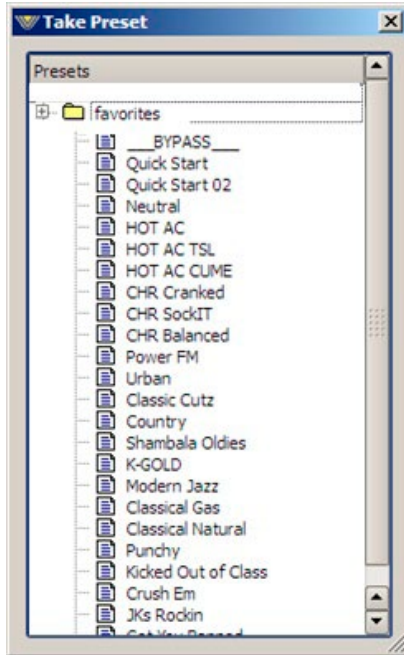 Take Preset
Presets
favorites
___BYPASS___
Quick Start
Quick Start 02
Neutral
HOT AC
HOT AC TSL
HOT AC CUME
CHR Cranked
CHR SockIT
CHR Balanced
Power FM
Urban
Classic Cutz
Country
Shambala Oldies
K-GOLD
Modern Jazz
Classical Gas
Classical Natural
Punchy
Kicked Out of Class
Crush Em
JKs Rockin